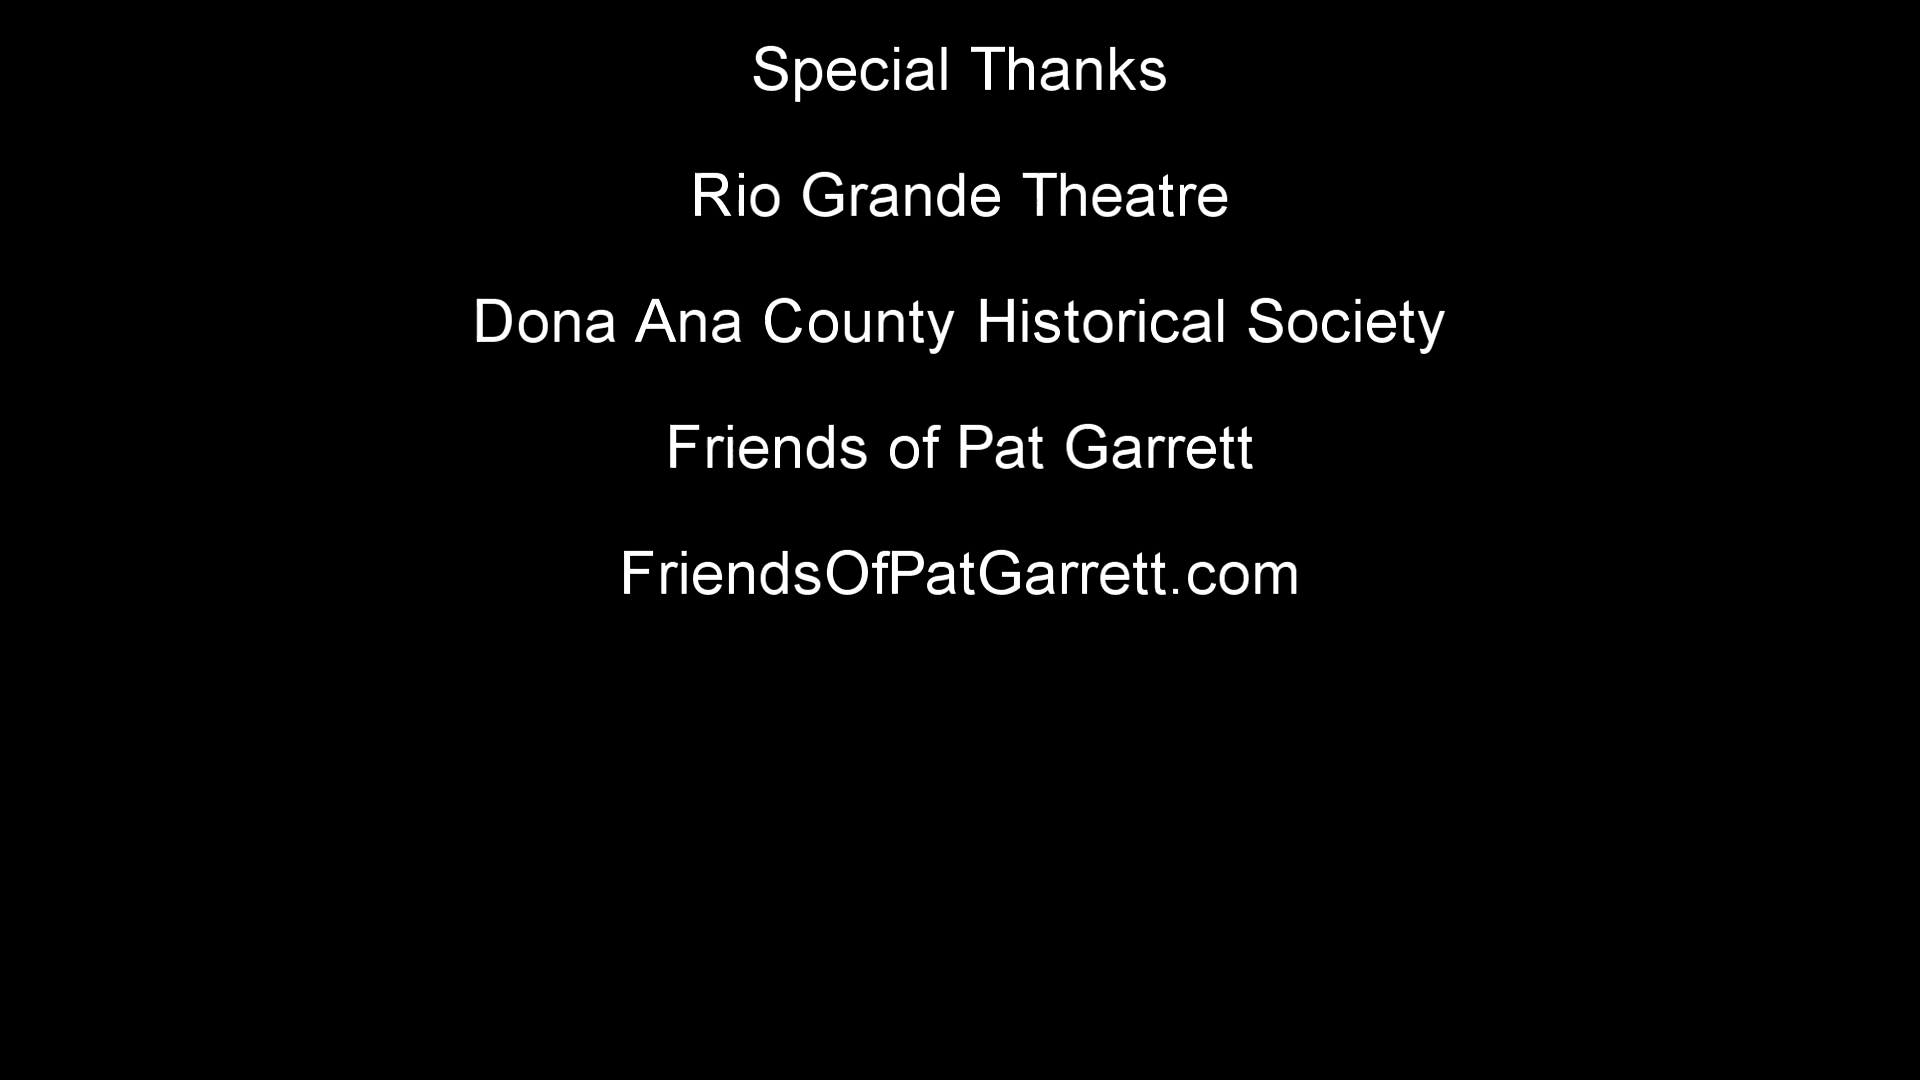 Special Thanks
Rio Grande Theatre
Dona Ana County Historical Society
Friends of Pat Garrett
FriendsOfPatGarrett.com